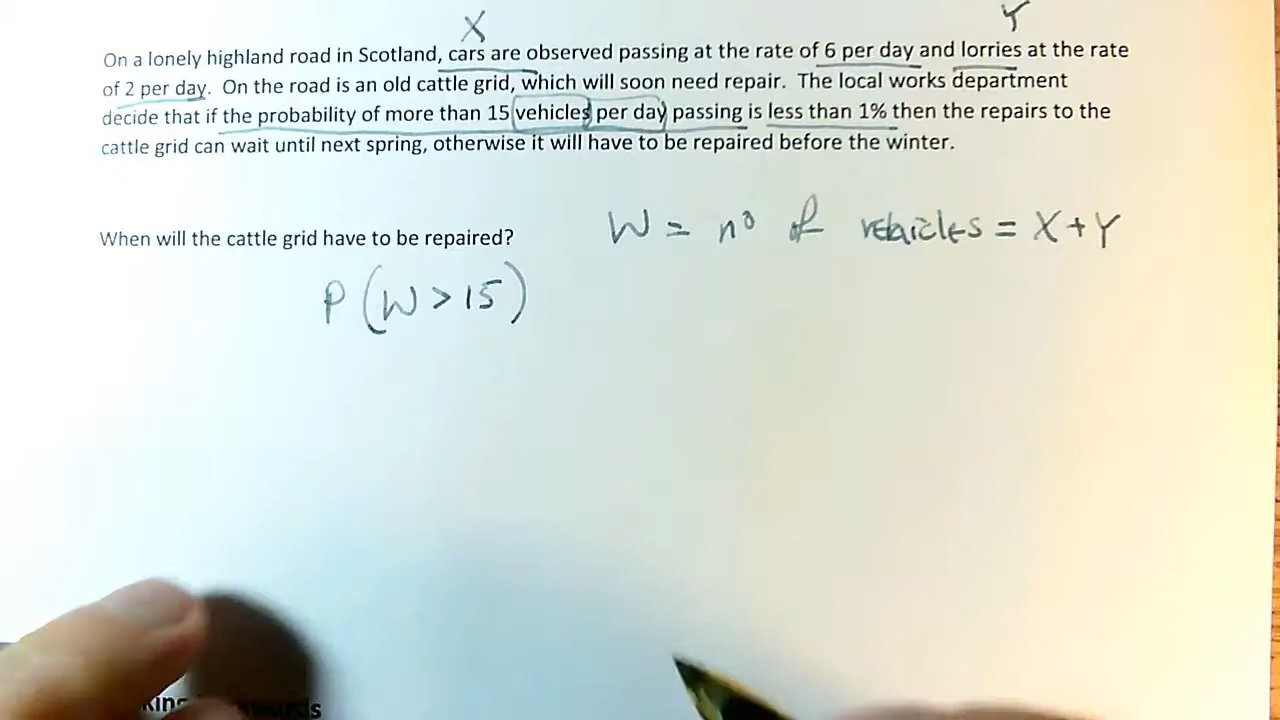 X Y
On a lonely highland road in Scotland, cars are observed passing at the rate of 6 per day and lorries at the rate
of 2 per day. On the road is an old cattle grid, which will soon need repair. The local works department
decide that if the probability of more than 15 vehicles per day passing is less than 1% then the repairs to the
cattle grid can wait until next spring, otherwise it will have to be repaired before the winter.
When will the cattle grid have to be repaired? W = nº of vehicles = X + Y
P(W > 15)